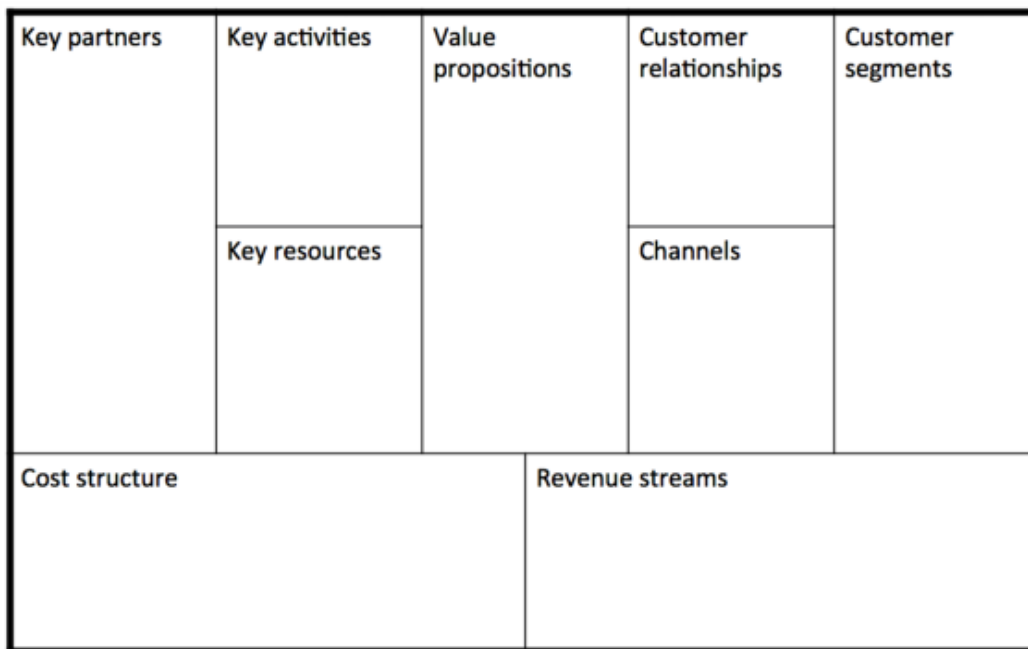 Key partners
Key activities
Value
propositions
Customer
relationships
Customer
segments
Key resources
Channels
Cost structure
Revenue streams